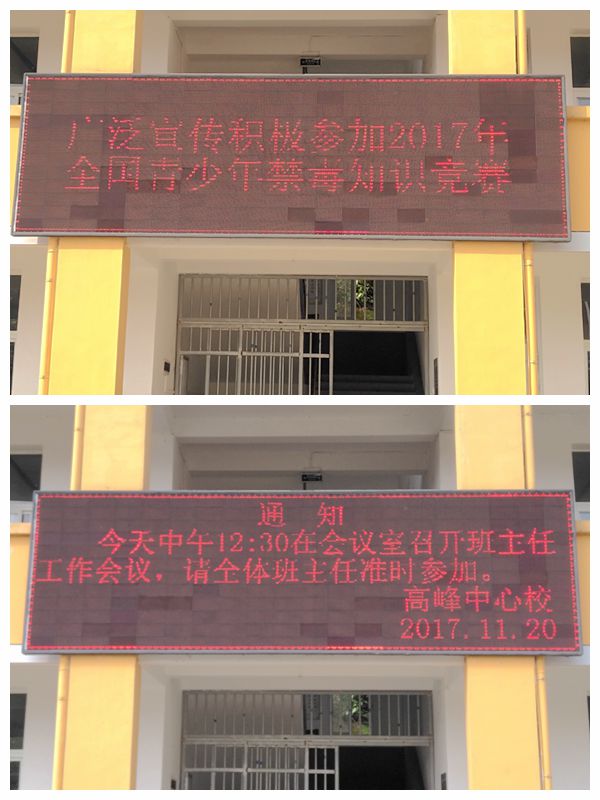 广泛宣传积极参加2017年
全国青少年禁毒知识竞赛
通 知
今天中午12:30在会议室召开班主任
工作会议，请全体班主任准时参加。
高峰中心校
2017.11.20